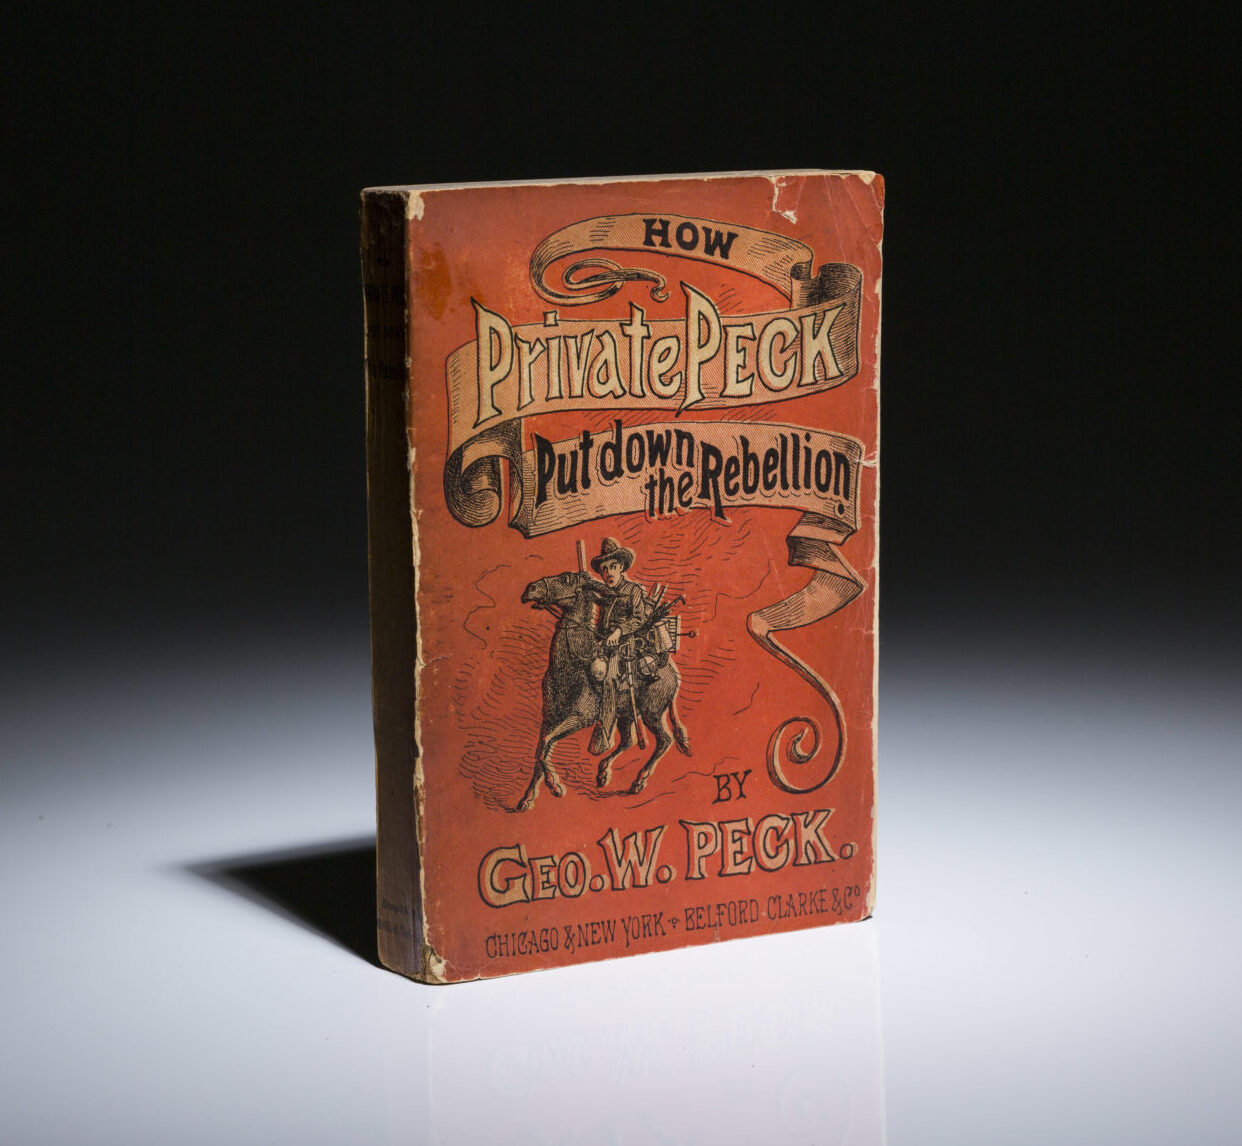 HOW
Private PECK
Put down
the Rebellion
BY
GEO. W. PECK.
CHICAGO & NEW YORK BELFORD CLARKE & CO